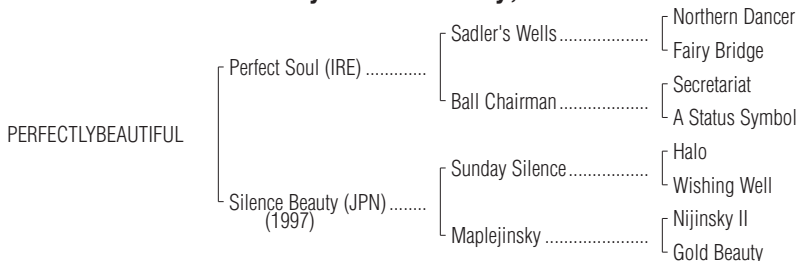 Northern Dancer
Sadler's Wells
Fairy Bridge
Perfect Soul (IRE)
Secretariat
Ball Chairman
A Status Symbol
PERFECTLYBEAUTIFUL
Halo
Sunday Silence
Wishing Well
Silence Beauty (JPN)
(1997)
Nijinsky II
Maplejinsky
Gold Beauty